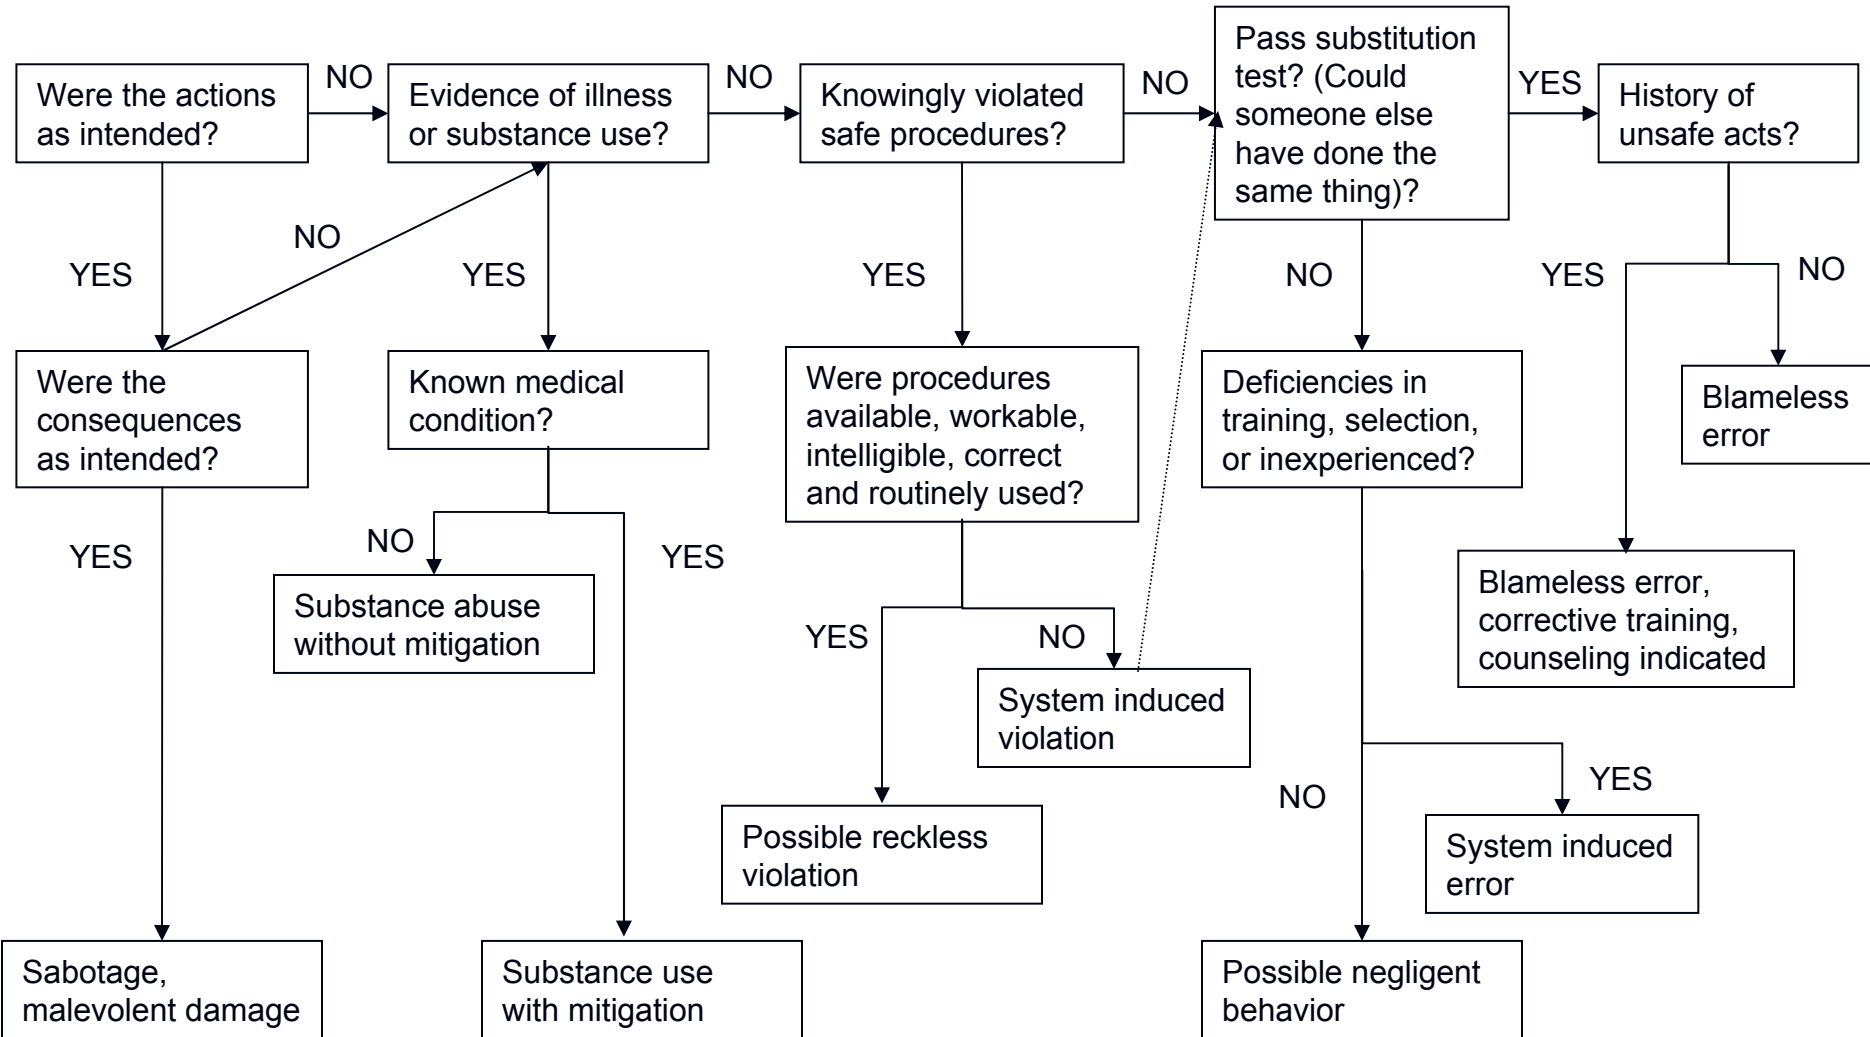 Were the actions
as intended?
NO
Evidence of illness
or substance use?
NO
Knowingly violated
safe procedures?
NO
Pass substitution
test? (Could
someone else
have done the
same thing)?
YES
History of
unsafe acts?
YES
NO
YES
YES
NO
YES
NO
Were the
consequences
as intended?
Known medical
condition?
Were procedures
available, workable,
intelligible, correct
and routinely used?
Deficiencies in
training, selection,
or inexperienced?
Blameless
error
YES
NO
YES
Substance abuse
without mitigation
YES
NO
System induced
violation
Blameless error,
corrective training,
counseling indicated
NO
YES
Possible reckless
violation
System induced
error
Sabotage,
malevolent damage
Substance use
with mitigation
Possible negligent
behavior